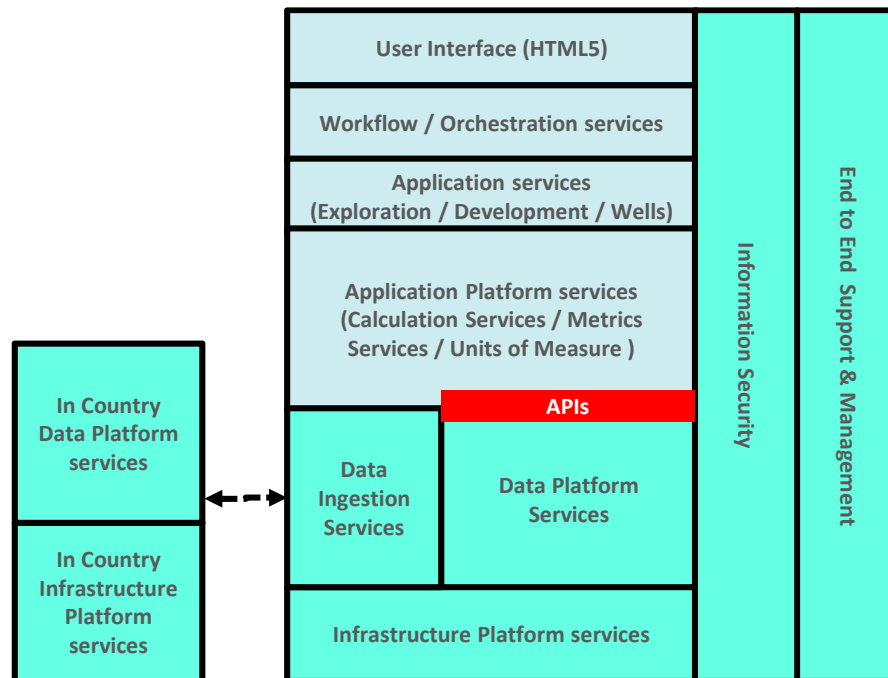 User Interface (HTML5)
Workflow / Orchestration services
Application services
(Exploration / Development / Wells)
Application Platform services
(Calculation Services / Metrics
Services / Units of Measure )
APIs
Data
Ingestion
Services
Data Platform
Services
Infrastructure Platform services
Information Security
End to End Support & Management
In Country
Data Platform
services
In Country
Infrastructure
Platform
services